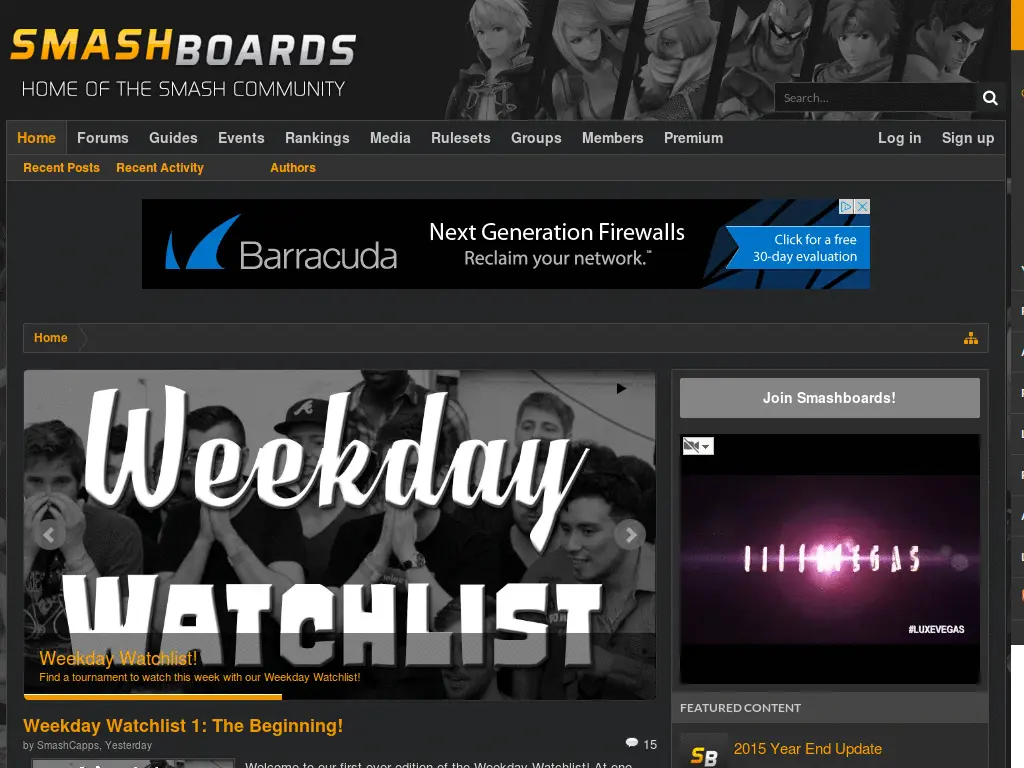 SMASHBOARDS
HOME OF THE SMASH COMMUNITY
Search...
Home Forums Guides Events Rankings Media Rulesets Groups Members Premium Log in Sign up
Recent Posts Recent Activity Authors
Barracuda
Next Generation Firewalls
Reclaim your network.™
Click for a free
30-day evaluation
Home
Weekday
WATCHLIST
Weekday Watchlist!
Find a tournament to watch this week with our Weekday Watchlist!
Join Smashboards!
#LUXEVEGAS
FEATURED CONTENT
SB
2015 Year End Update
Weekday Watchlist 1: The Beginning!
by SmashCapps, Yesterday
15
Welcome to our first ever edition of the Weekday Watchlist! At one